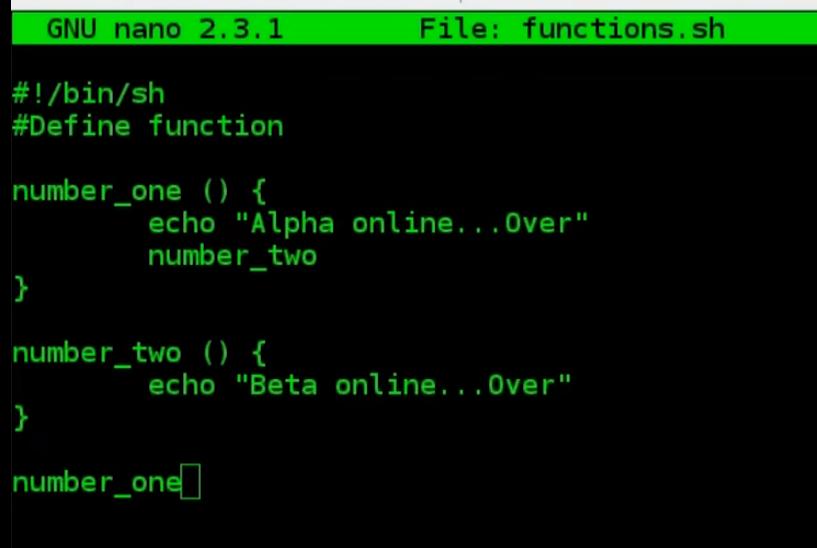 GNU nano 2.3.1 File: functions.sh
#!/bin/sh
#Define function
number_one () {
echo "Alpha online...Over"
number_two
}
number_two () {
echo "Beta online...Over"
}
number_one